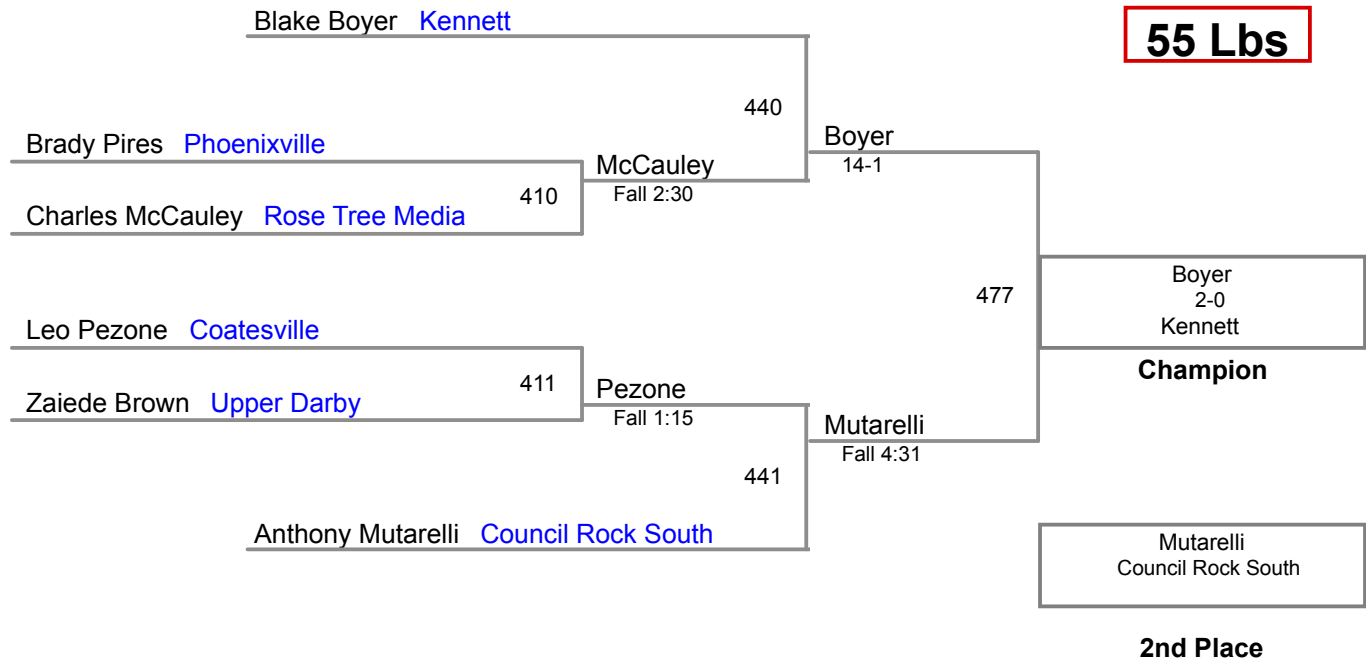 Blake Boyer Kennett
55 Lbs
440
Brady Pires Phoenixville
Boyer
14-1
McCauley
Fall 2:30
410
Charles McCauley Rose Tree Media
477
Boyer
2-0
Kennett
Champion
Leo Pezone Coatesville
411
Pezone
Fall 1:15
Zaiede Brown Upper Darby
Mutarelli
Fall 4:31
441
Anthony Mutarelli Council Rock South
Mutarelli
Council Rock South
2nd Place